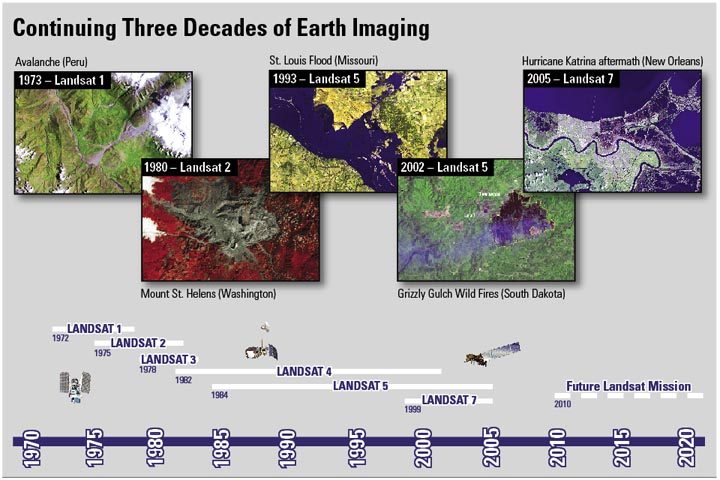 Continuing Three Decades of Earth Imaging
Avalanche (Peru)
1973 – Landsat 1
1980 – Landsat 2
Mount St. Helens (Washington)
St. Louis Flood (Missouri)
1993 – Landsat 5
2002 – Landsat 5
Grizzly Gulch Wild Fires (South Dakota)
Hurricane Katrina aftermath (New Orleans)
2005 – Landsat 7
LANDSAT 1
1972
LANDSAT 2
1975
LANDSAT 3
1978
LANDSAT 4
1982
LANDSAT 5
1984
LANDSAT 7
1999
Future Landsat Mission
2010
1970 1975 1980 1985 1990 1995 2000 2005 2010 2015 2020